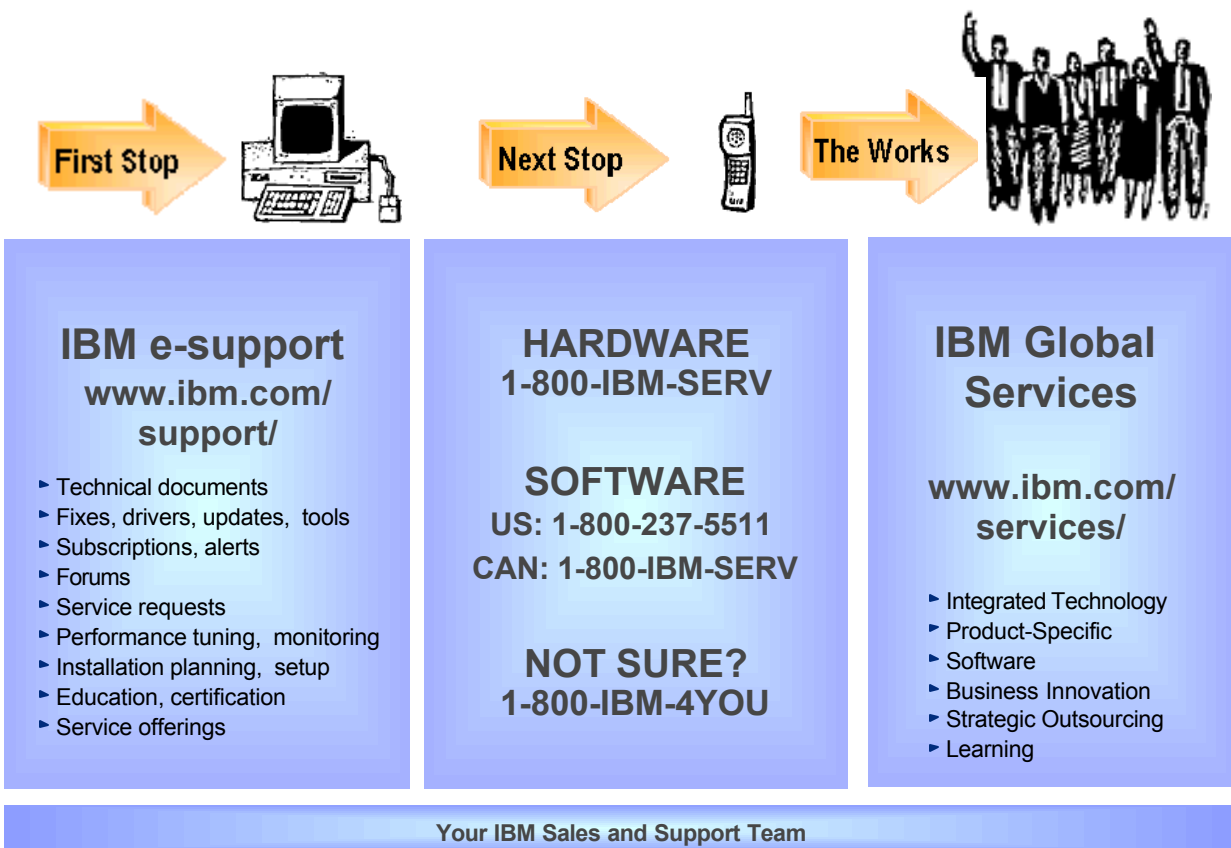 First Stop
Next Stop
The Works
IBM e-support
www.ibm.com/
support/
Technical documents
Fixes, drivers, updates, tools
Subscriptions, alerts
Forums
Service requests
Performance tuning, monitoring
Installation planning, setup
Education, certification
Service offerings
HARDWARE
1-800-IBM-SERV
SOFTWARE
US: 1-800-237-5511
CAN: 1-800-IBM-SERV
NOT SURE?
1-800-IBM-4YOU
IBM Global
Services
www.ibm.com/
services/
Integrated Technology
Product-Specific
Software
Business Innovation
Strategic Outsourcing
Learning
Your IBM Sales and Support Team